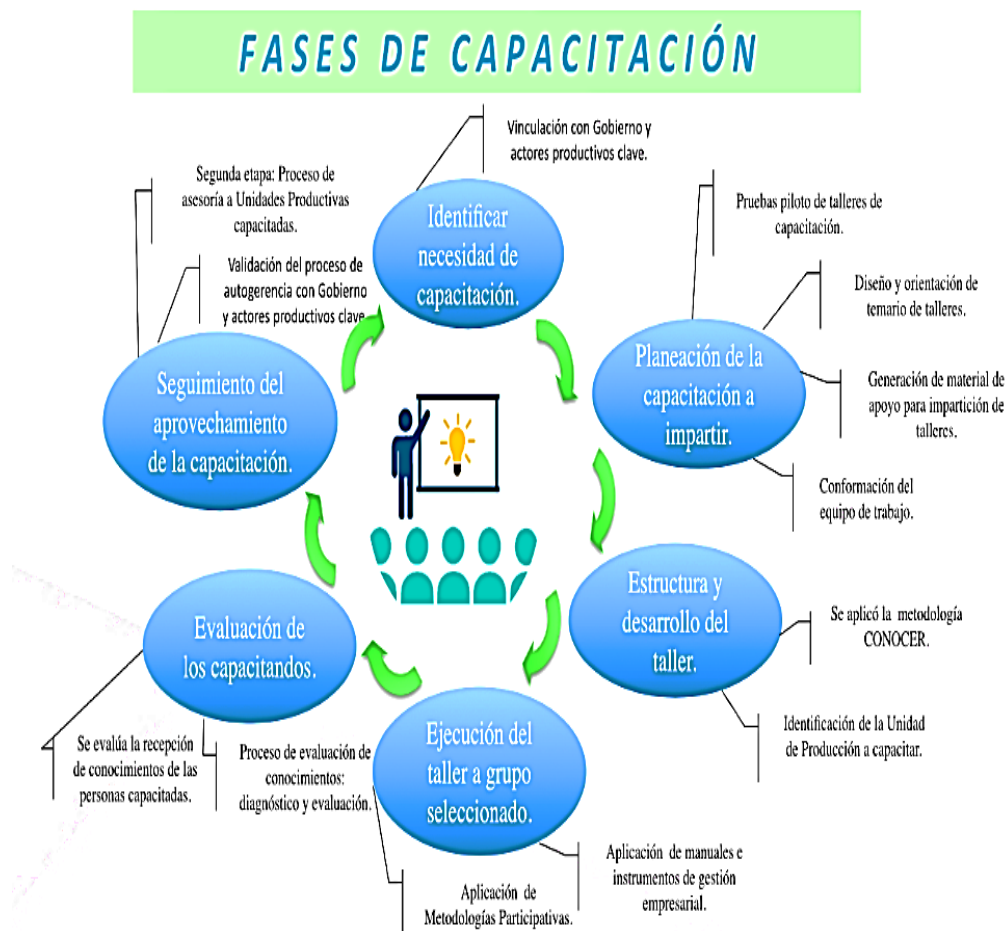 FASES DE CAPACITACIÓN
Vinculación con Gobierno y
actores productivos clave.
Identificar
necesidad de
capacitación.
Pruebas piloto de talleres de
capacitación.
Diseño y orientación de
temario de talleres.
Planeación de la
capacitación a
impartir.
Generación de material de
apoyo para impartición de
talleres.
Conformación del
equipo de trabajo.
Estructura y
desarrollo del
taller.
Se aplicó la metodología
CONOCER.
Identificación de la Unidad
de Producción a capacitar.
Ejecución del
taller a grupo
seleccionado.
Aplicación de manuales e
instrumentos de gestión
empresarial.
Aplicación de
Metodologías Participativas.
Evaluación de
los capacitandos.
Proceso de evaluación de
conocimientos:
diagnóstico y evaluación.
Se evalúa la recepción
de conocimientos de las
personas capacitadas.
Seguimiento del
aprovechamiento
de la capacitación.
Segunda etapa: Proceso de
asesoría a Unidades Productivas
capacitadas.
Validación del proceso de
autogerencia con Gobierno
y actores productivos clave